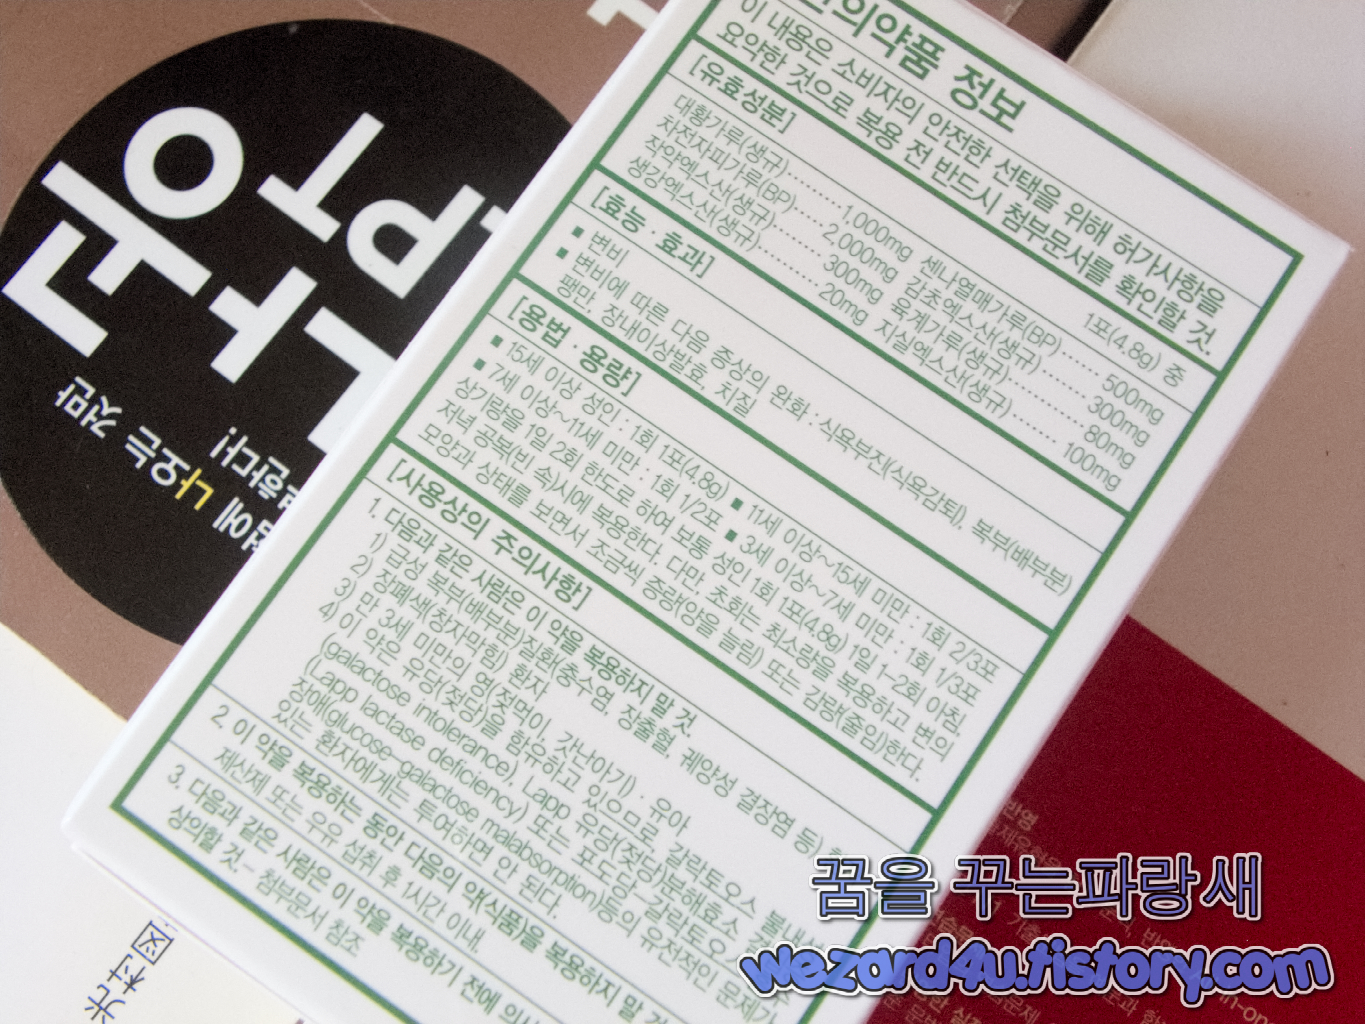 의약품 정보
이 내용은 소비자의 안전한 선택을 위해 허가사항을
요약한 것으로 복용 전 반드시 첨부문서를 확인할 것.
[유효성분]
1포(4.8g) 중
대황가루(생규)········· 1,000mg 센나열매가루(BP)······ 500mg
차전자피가루(BP)····· 2,000mg 감초엑스산(생규)········ 300mg
작약엑스산(생규)········ 300mg 육계가루(생규)··········· 80mg
생강엑스산(생규)········· 20mg 지실엑스산(생규)······· 100mg
[효능·효과]
■ 변비
■ 변비에 따른 다음 증상의 완화 : 식욕부진(식욕감퇴), 복부(배부분)
팽만, 장내이상발효, 치질
[용법·용량]
■ 15세 이상 성인 : 1회 1포(4.8g) ■ 11세 이상~15세 미만 : 1회 2/3포
■ 7세 이상~11세 미만 : 1회 1/2포 ■ 3세 이상~7세 미만 : 1회 1/3포
상기량을 1일 2회 한도로 하여 보통 성인 1회 1포(4.8g) 1일 1~2회 아침,
저녁 공복(빈 속)시에 복용한다. 다만, 초회는 최소량을 복용하고 변의
모양과 상태를 보면서 조금씩 증량(양을 늘림) 또는 감량(줄임)한다.
[사용상의 주의사항]
1. 다음과 같은 사람은 이 약을 복용하지 말 것.
1) 급성 복부(배부분)질환(충수염, 장출혈, 궤양성 결장염 등)
2) 장폐색(창자막힘) 환자
3) 만 3세 미만의 영(젖먹이, 갓난아기)·유아
4) 이 약은 유당(젖당)을 함유하고 있으므로, 갈락토오스 불내성
(galactose intolerance), Lapp 유당(젖당)분해효소
(Lapp lactase deficiency) 또는 포도당-갈락토오스
장애(glucose-galactose malabsorption)등의 유전적인 문제가
있는 환자에게는 투여하면 안 된다.
2. 이 약을 복용하는 동안 다음의 약(식품)을 복용하지 말 것
제산제 또는 우유 섭취 후 1시간 이내.
3. 다음과 같은 사람은 이 약을 복용하기 전에 의사
상의할 것.- 첨부문서 참조
PT
나오는 것만
한다!
꿈을 꾸는파랑새
wezard4u.tistory.com